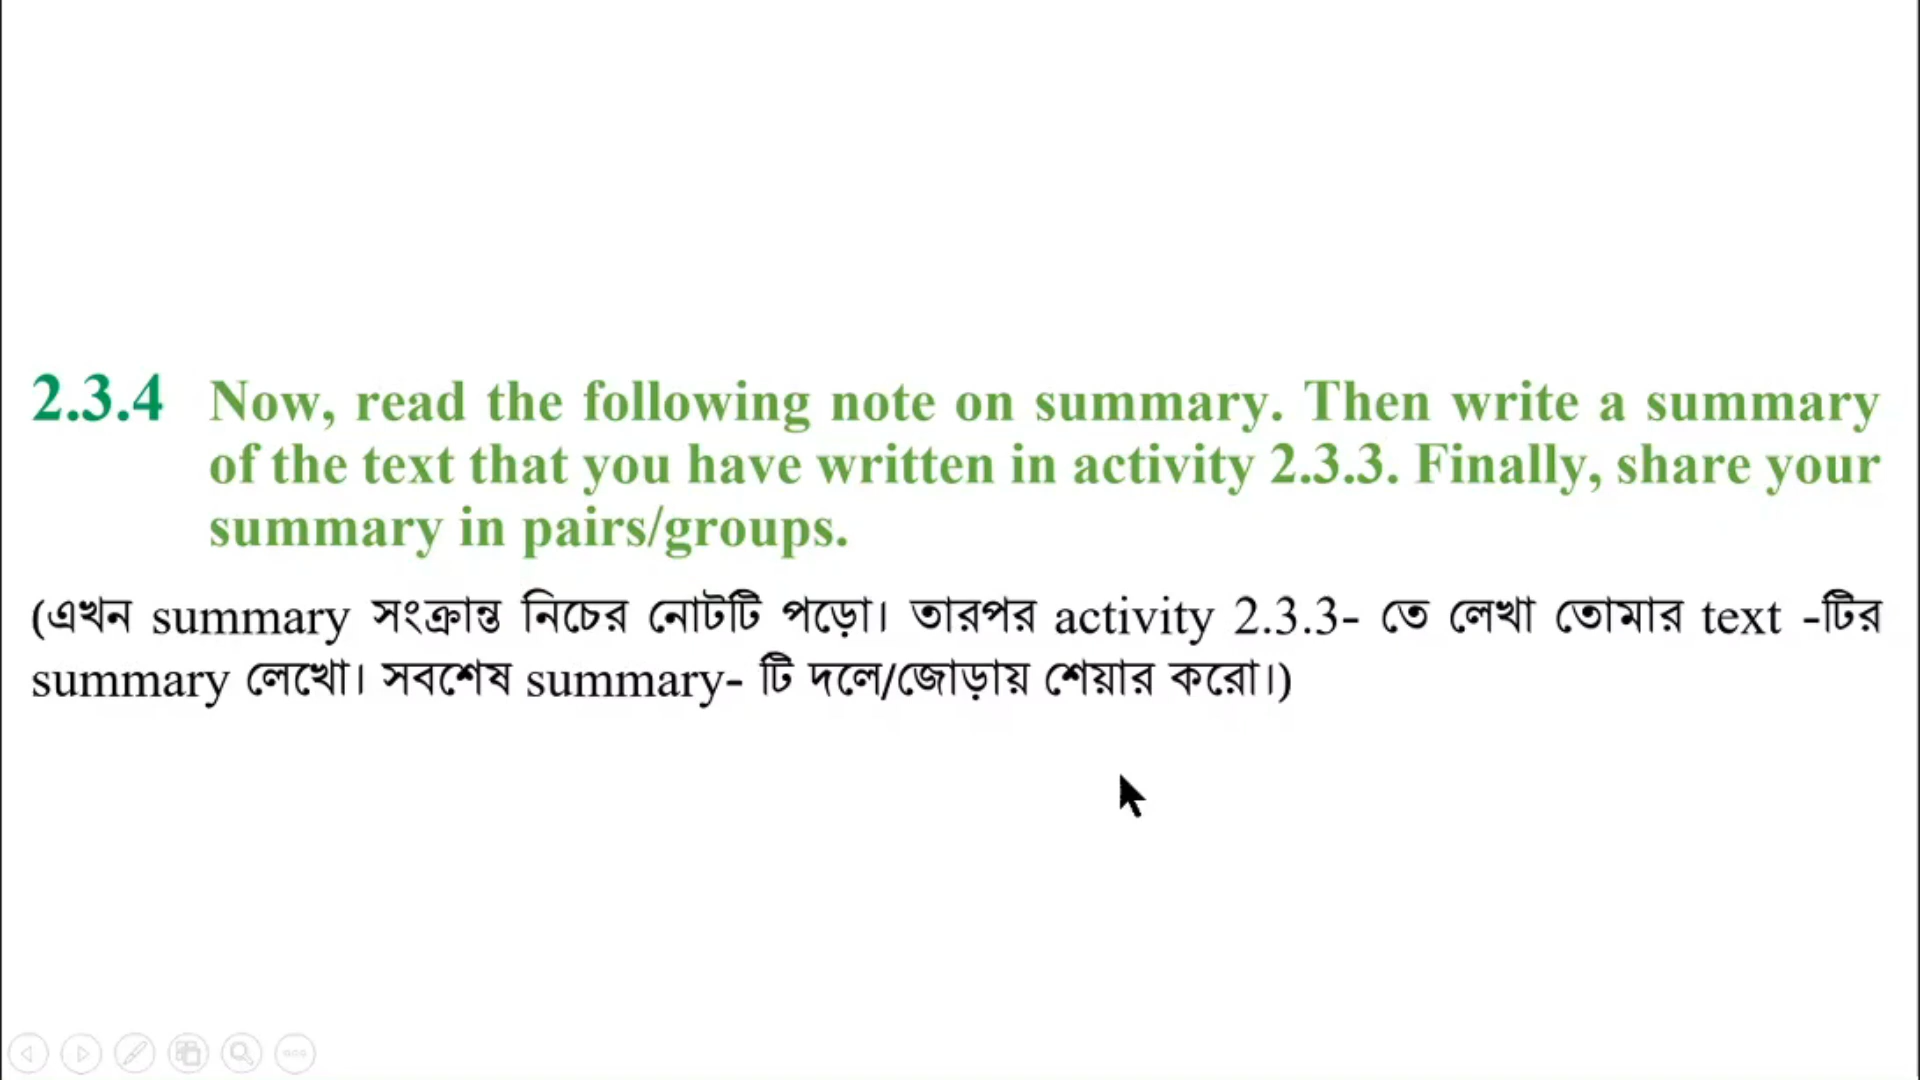 2.3.4 Now, read the following note on summary. Then write a summary
of the text that you have written in activity 2.3.3. Finally, share your
summary in pairs/groups.
(এখন summary সংক্রান্ত নিচের নোটটি পড়ো। তারপর activity 2.3.3- তে লেখা তোমার text -টির
summary লেখো। সবশেষ summary- টি দলে/জোড়ায় শেয়ার করো।)